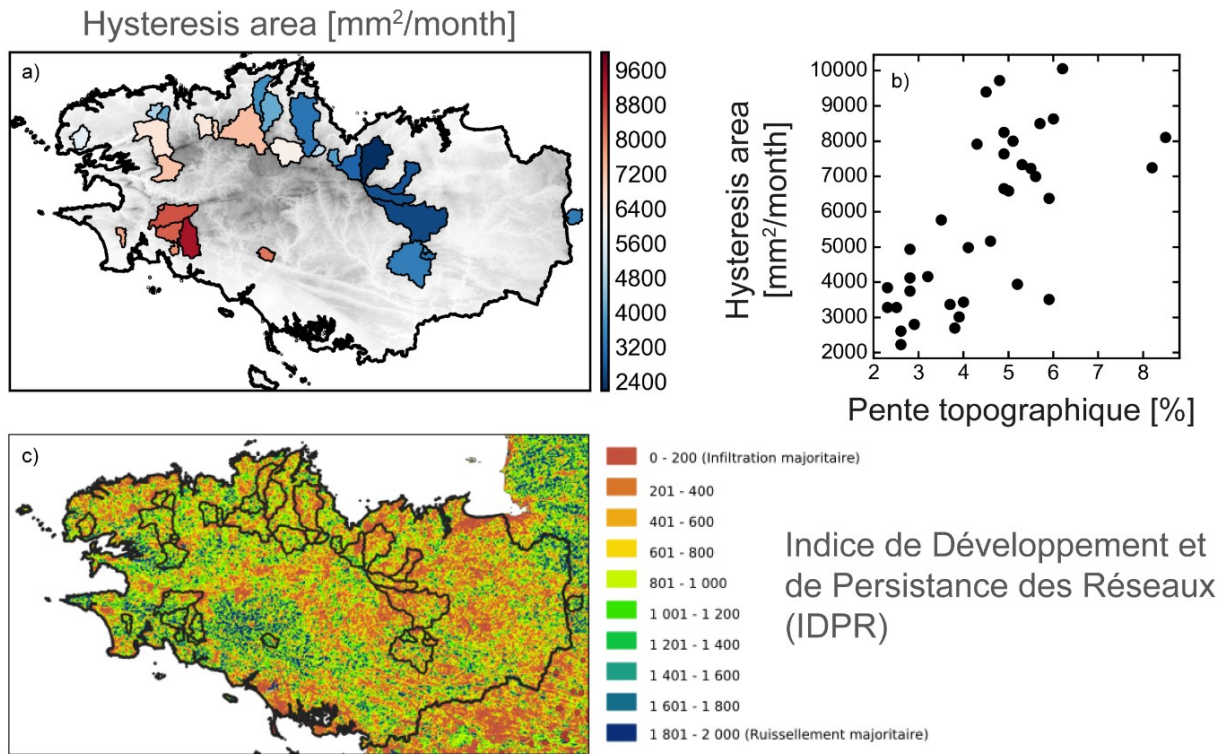 Hysteresis area [mm²/month]
a)
9600
8800
8000
7200
6400
5600
4800
4000
3200
2400
b)
Hysteresis area
[mm²/month]
10000
9000
8000
7000
6000
5000
4000
3000
2000
2 3 4 5 6 7 8
Pente topographique [%]
c)
0 - 200 (Infiltration majoritaire)
201 - 400
401 - 600
601 - 800
801 - 1 000
1 001 - 1 200
1 201 - 1 400
1 401 - 1 600
1 601 - 1 800
1 801 - 2 000 (Ruissellement majoritaire)
Indice de Développement et
de Persistance des Réseaux
(IDPR)